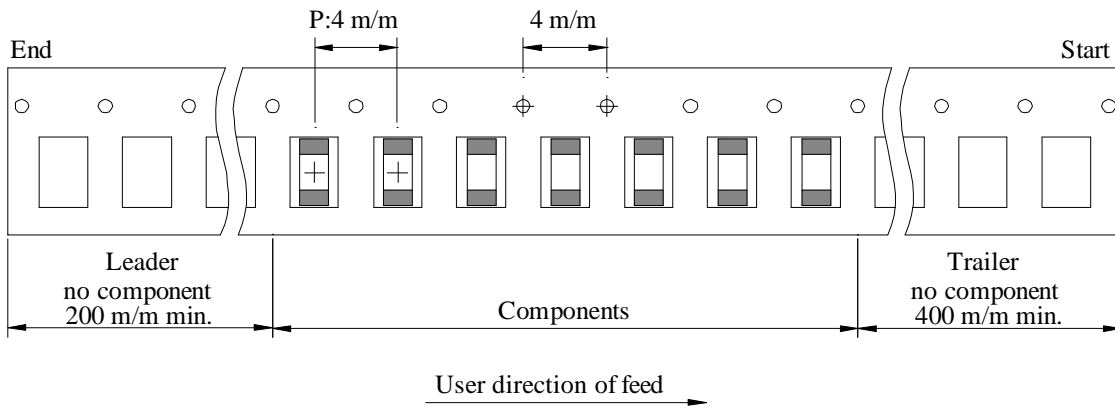 P:4 m/m
4 m/m
End
Start
Leader
no component
200 m/m min.
Components
Trailer
no component
400 m/m min.
User direction of feed